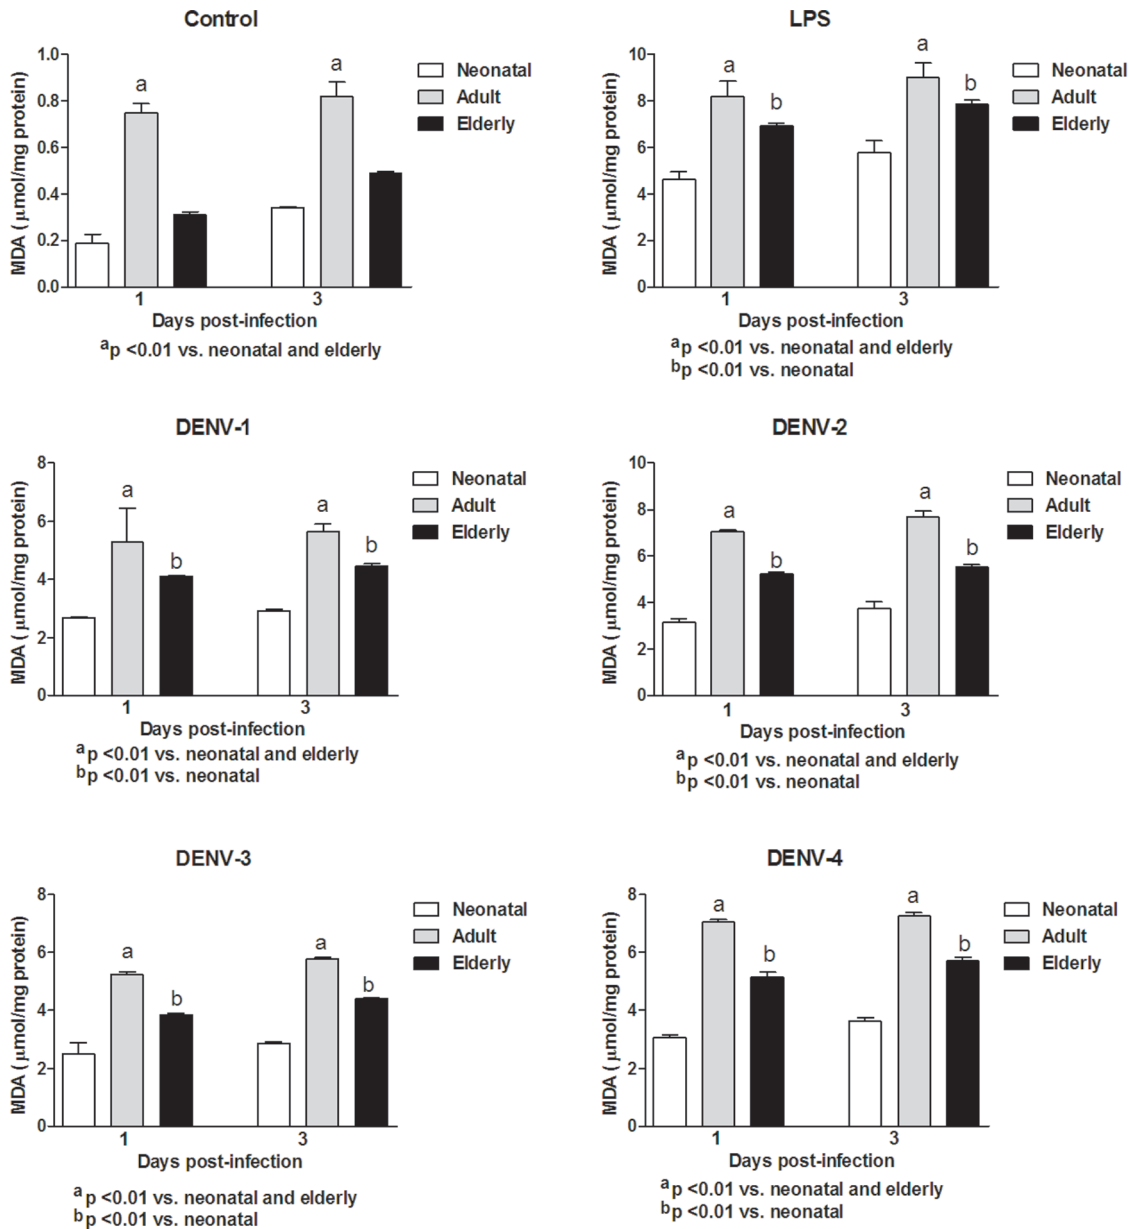 Control
MDA ( μmol/mg protein)
1.0
0.8
0.6
0.4
0.2
0.0
a
a
1
3
Days post-infection
Neonatal
Adult
Elderly
ap <0.01 vs. neonatal and elderly
LPS
MDA ( μmol/mg protein)
10
8
6
4
2
0
a
b
a
b
1
3
Days post-infection
Neonatal
Adult
Elderly
ap <0.01 vs. neonatal and elderly
bp <0.01 vs. neonatal
DENV-1
MDA ( μmol/mg protein)
8
6
4
2
0
a
b
a
b
1
3
Days post-infection
Neonatal
Adult
Elderly
ap <0.01 vs. neonatal and elderly
bp <0.01 vs. neonatal
DENV-2
MDA ( μmol/mg protein)
10
8
6
4
2
0
a
b
a
b
1
3
Days post-infection
Neonatal
Adult
Elderly
ap <0.01 vs. neonatal and elderly
bp <0.01 vs. neonatal
DENV-3
MDA ( μmol/mg protein)
8
6
4
2
0
a
b
a
b
1
3
Days post-infection
Neonatal
Adult
Elderly
ap <0.01 vs. neonatal and elderly
bp <0.01 vs. neonatal
DENV-4
MDA ( μmol/mg protein)
8
6
4
2
0
a
b
a
b
1
3
Days post-infection
Neonatal
Adult
Elderly
ap <0.01 vs. neonatal and elderly
bp <0.01 vs. neonatal